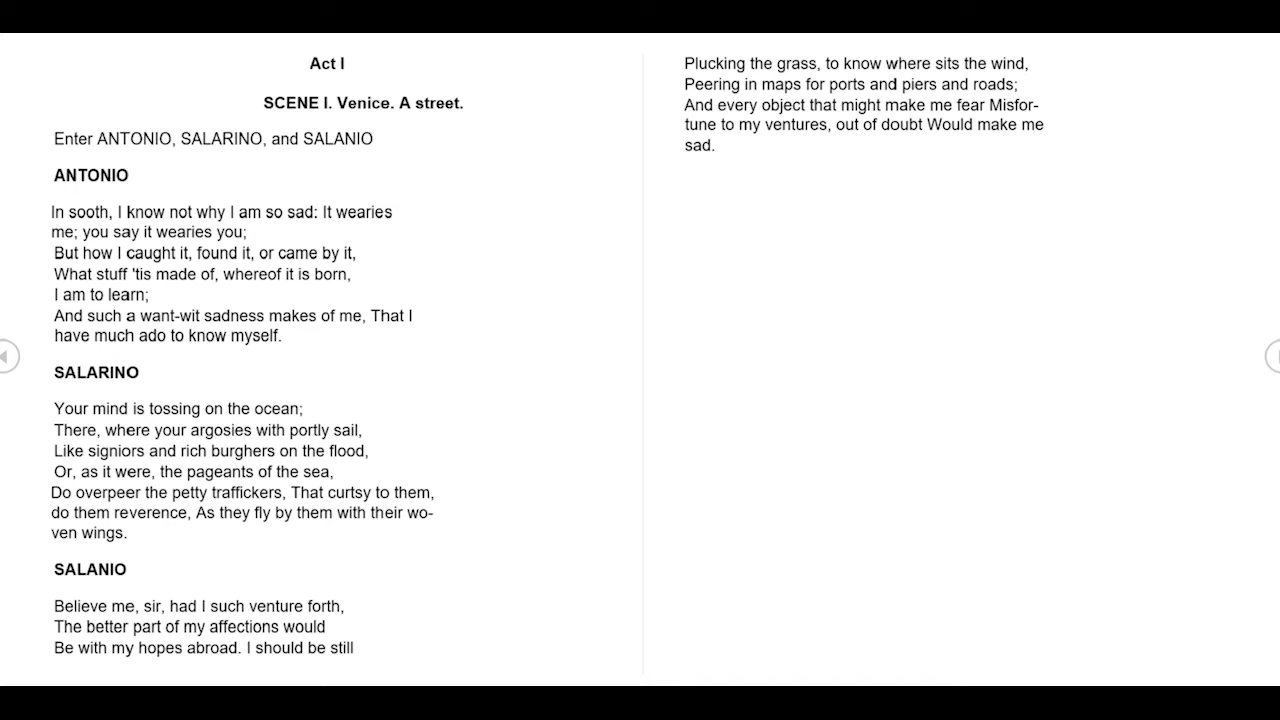 Act I
SCENE I. Venice. A street.
Enter ANTONIO, SALARINO, and SALANIO
ANTONIO
In sooth, I know not why I am so sad: It wearies
me; you say it wearies you;
But how I caught it, found it, or came by it,
What stuff 'tis made of, whereof it is born,
I am to learn;
And such a want-wit sadness makes of me, That I
have much ado to know myself.
SALARINO
Your mind is tossing on the ocean;
There, where your argosies with portly sail,
Like signiors and rich burghers on the flood,
Or, as it were, the pageants of the sea,
Do overpeer the petty traffickers, That curtsy to them,
do them reverence, As they fly by them with their wo-
ven wings.
SALANIO
Believe me, sir, had I such venture forth,
The better part of my affections would
Be with my hopes abroad. I should be still
Plucking the grass, to know where sits the wind,
Peering in maps for ports and piers and roads;
And every object that might make me fear Misfor-
tune to my ventures, out of doubt Would make me
sad.